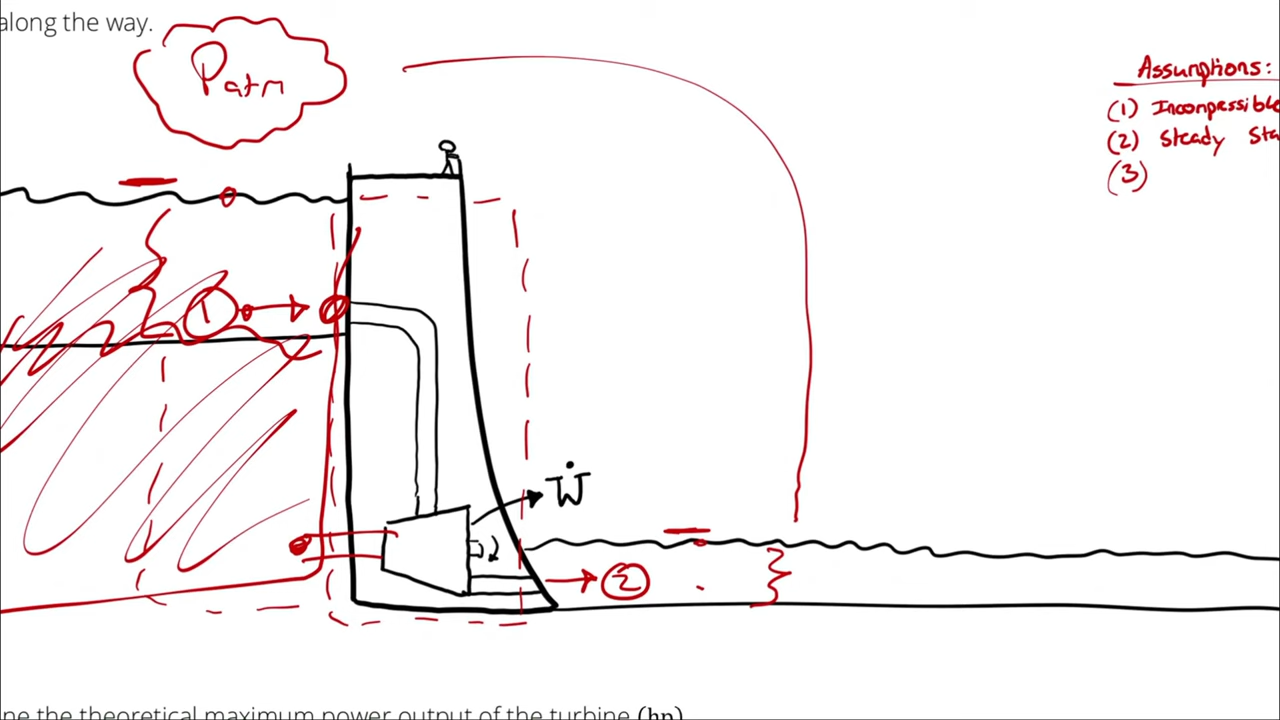 along the way.
Patm
Assumptions:
(1) Incompressible
(2) Steady Sta
(3)
1
Ẇ
2
ne the theoretical maximum power output of the turbine (hp)